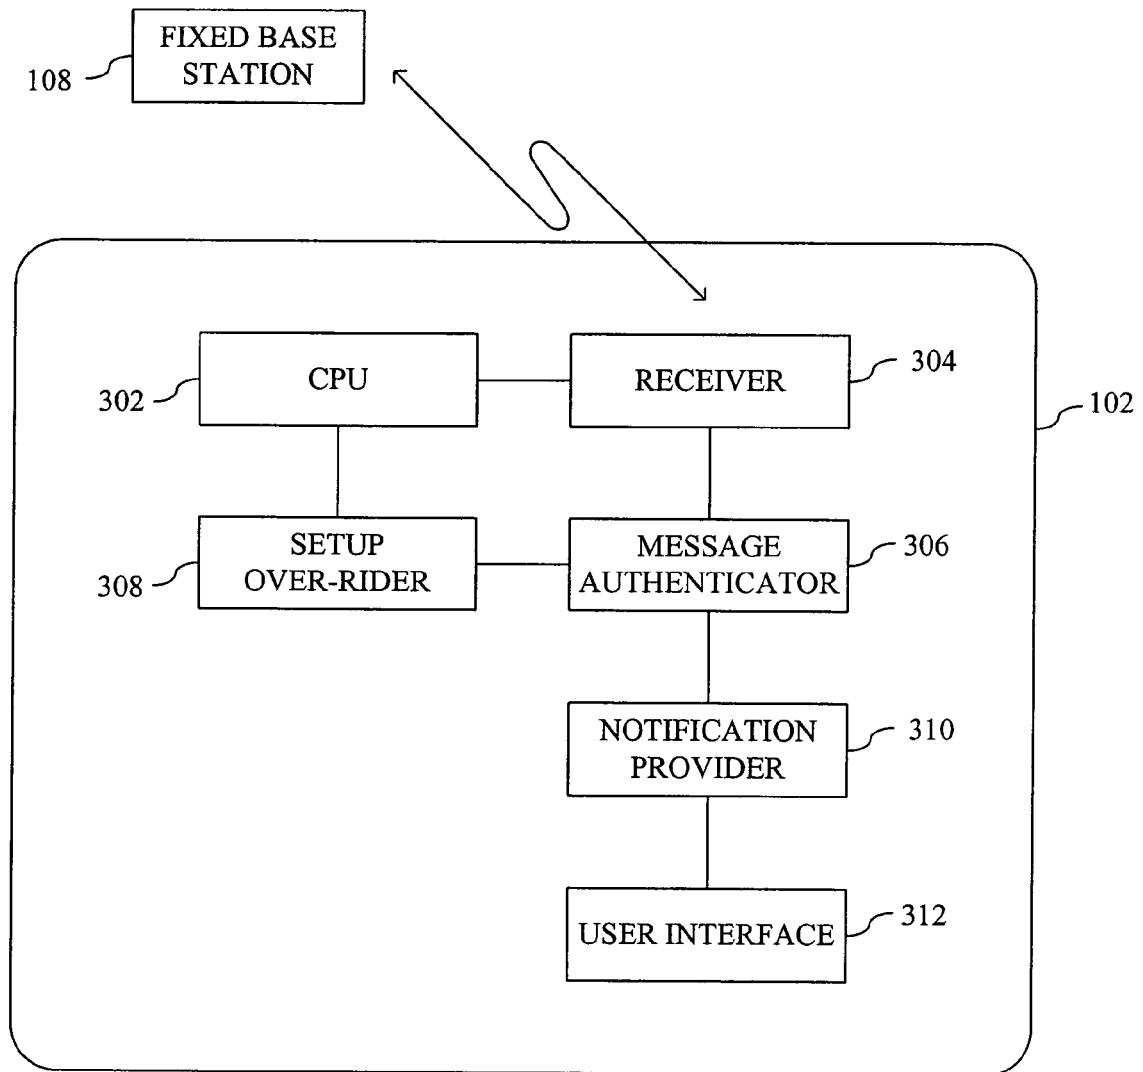 FIXED BASE
STATION
108
CPU
302
RECEIVER
304
102
SETUP
OVER-RIDER
308
MESSAGE
AUTHENTICATOR
306
NOTIFICATION
PROVIDER
310
USER INTERFACE
312